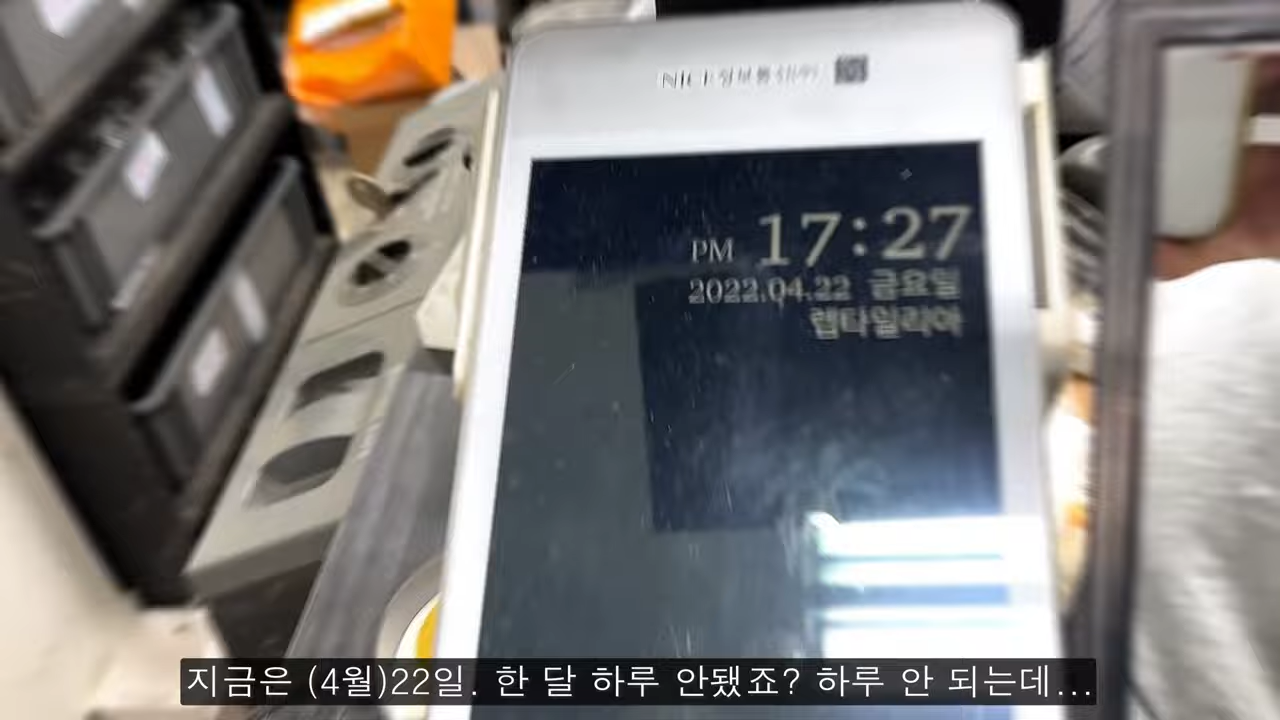 NICE정보통신㈜
PM 17:27
2022.04.22 금요일
렙타일리아
지금은 (4월)22일. 한 달 하루 안됐죠? 하루 안 되는데...